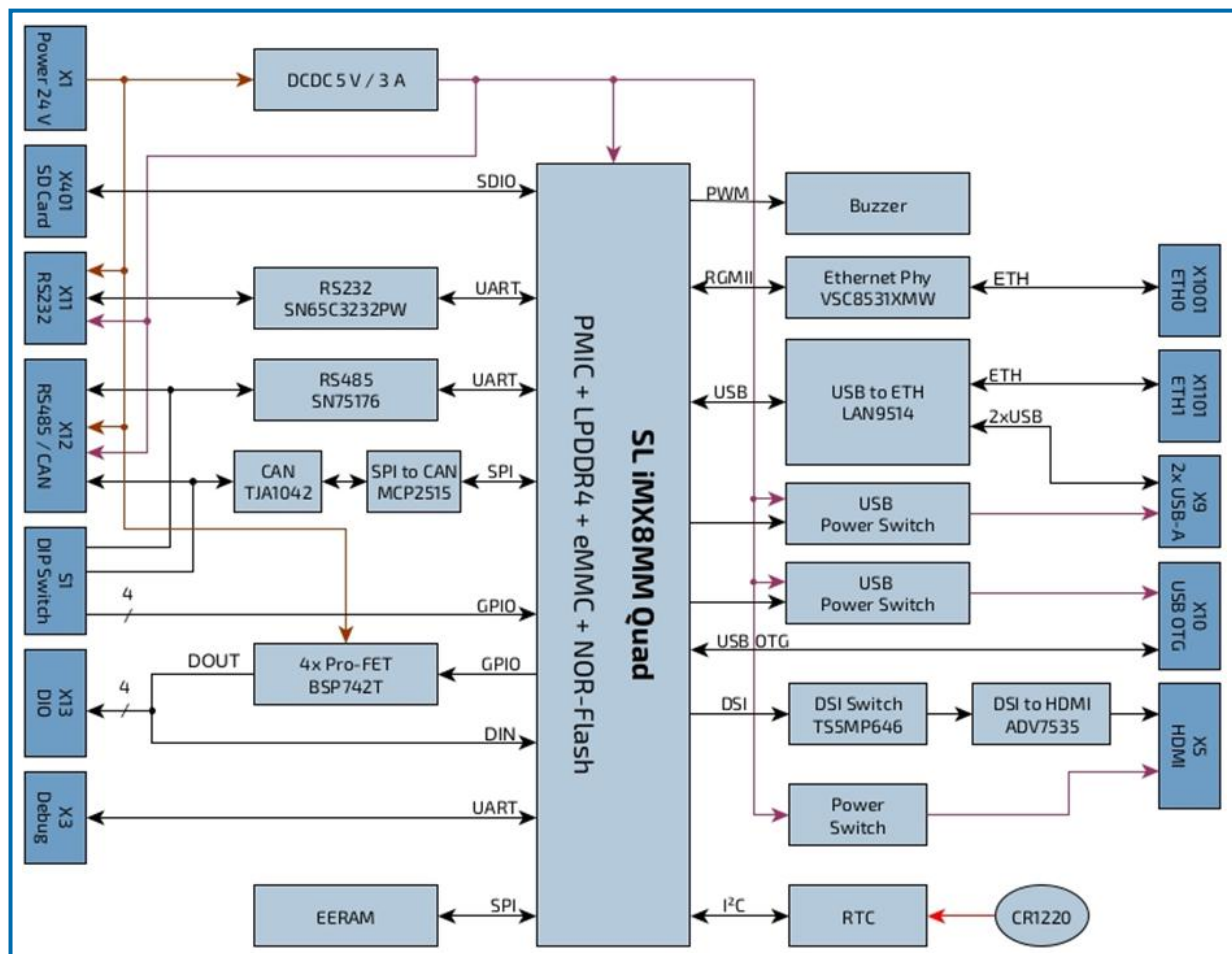 X1
Power 24 V
DCDC 5 V / 3 A
X401
SD Card
SDIO
PWM
Buzzer
X11
RS232
RS232
SN65C3232PW
UART
RGMII
Ethernet Phy
VSC8531XMW
ETH
X1001
ETH0
X12
RS485 / CAN
RS485
SN75176
UART
USB
USB to ETH
LAN9514
ETH
2xUSB
X1101
ETH1
CAN
TJA1042
SPI to CAN
MCP2515
SPI
SL iMX8MM Quad
PMIC + LPDDR4 + eMMC + NOR-Flash
USB
Power Switch
X9
2x USB-A
S1
DIP Switch
4
GPIO
USB
Power Switch
X10
USB OTG
USB OTG
X13
DIO
4
DOUT
4x Pro-FET
BSP742T
GPIO
DIN
DSI
DSI Switch
TS5MP646
DSI to HDMI
ADV7535
X5
HDMI
X3
Debug
UART
Power
Switch
EERAM
SPI
I²C
RTC
CR1220